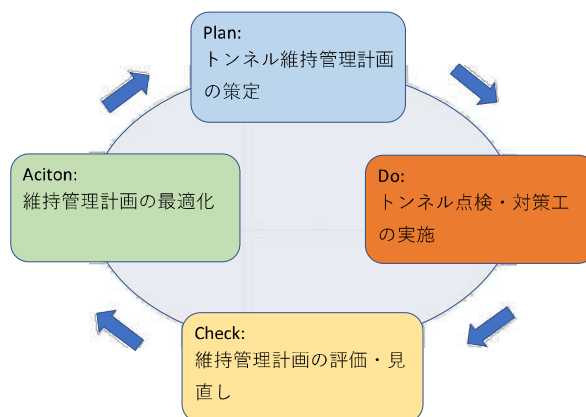 Plan:
トンネル維持管理計画
の策定
Aciton:
維持管理計画の最適化
Do:
トンネル点検・対策工
の実施
Check:
維持管理計画の評価・見
直し